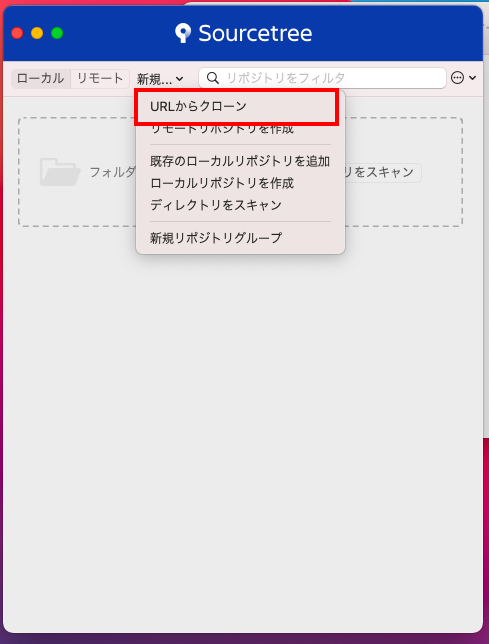 Sourcetree
ローカル リモート 新規... リポジトリをフィルタ
URLからクローン
リモートリポジトリを作成
既存のローカルリポジトリを追加
フォルダ リをスキャン
ローカルリポジトリを作成
ディレクトリをスキャン
新規リポジトリグループ